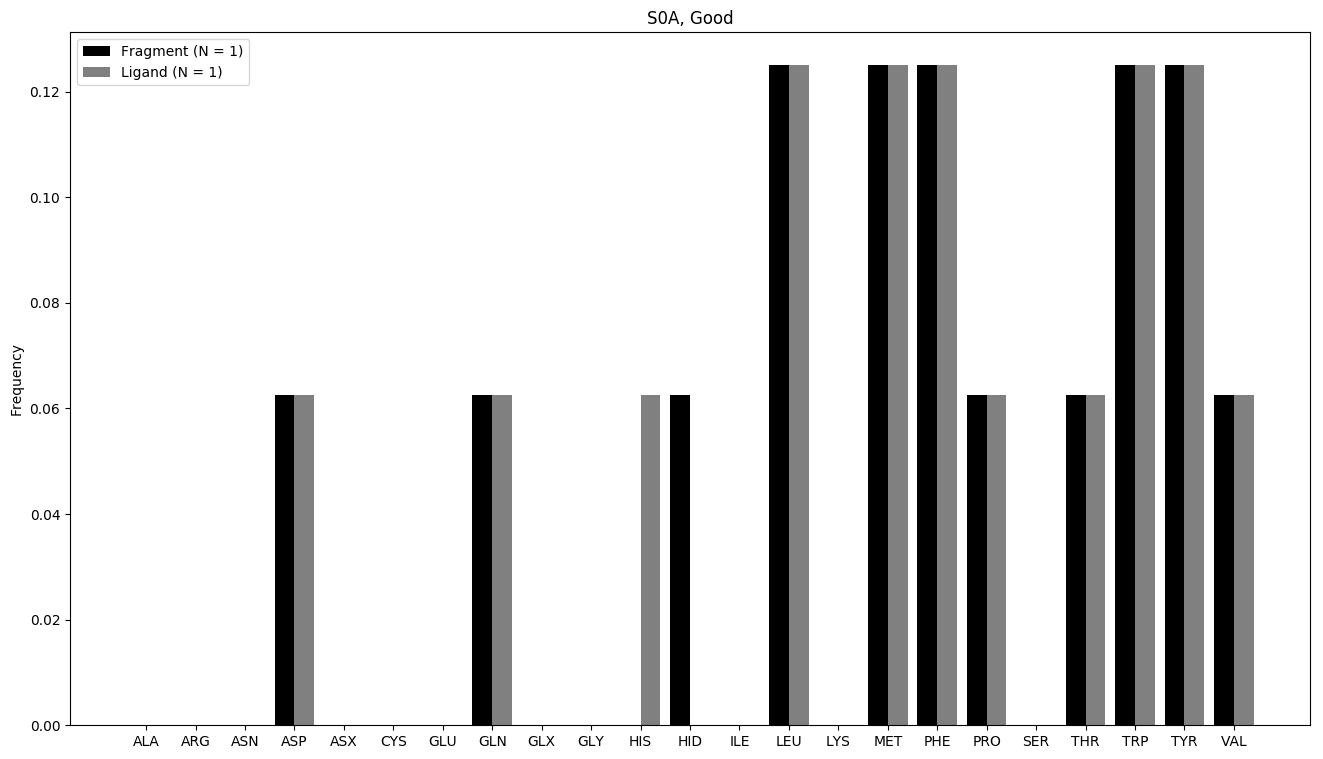 S0A, Good
Fragment (N = 1)
Ligand (N = 1)
Frequency
0.12
0.10
0.08
0.06
0.04
0.02
0.00
ALA ARG ASN ASP ASX CYS GLU GLN GLX GLY HIS HID ILE LEU LYS MET PHE PRO SER THR TRP TYR VAL